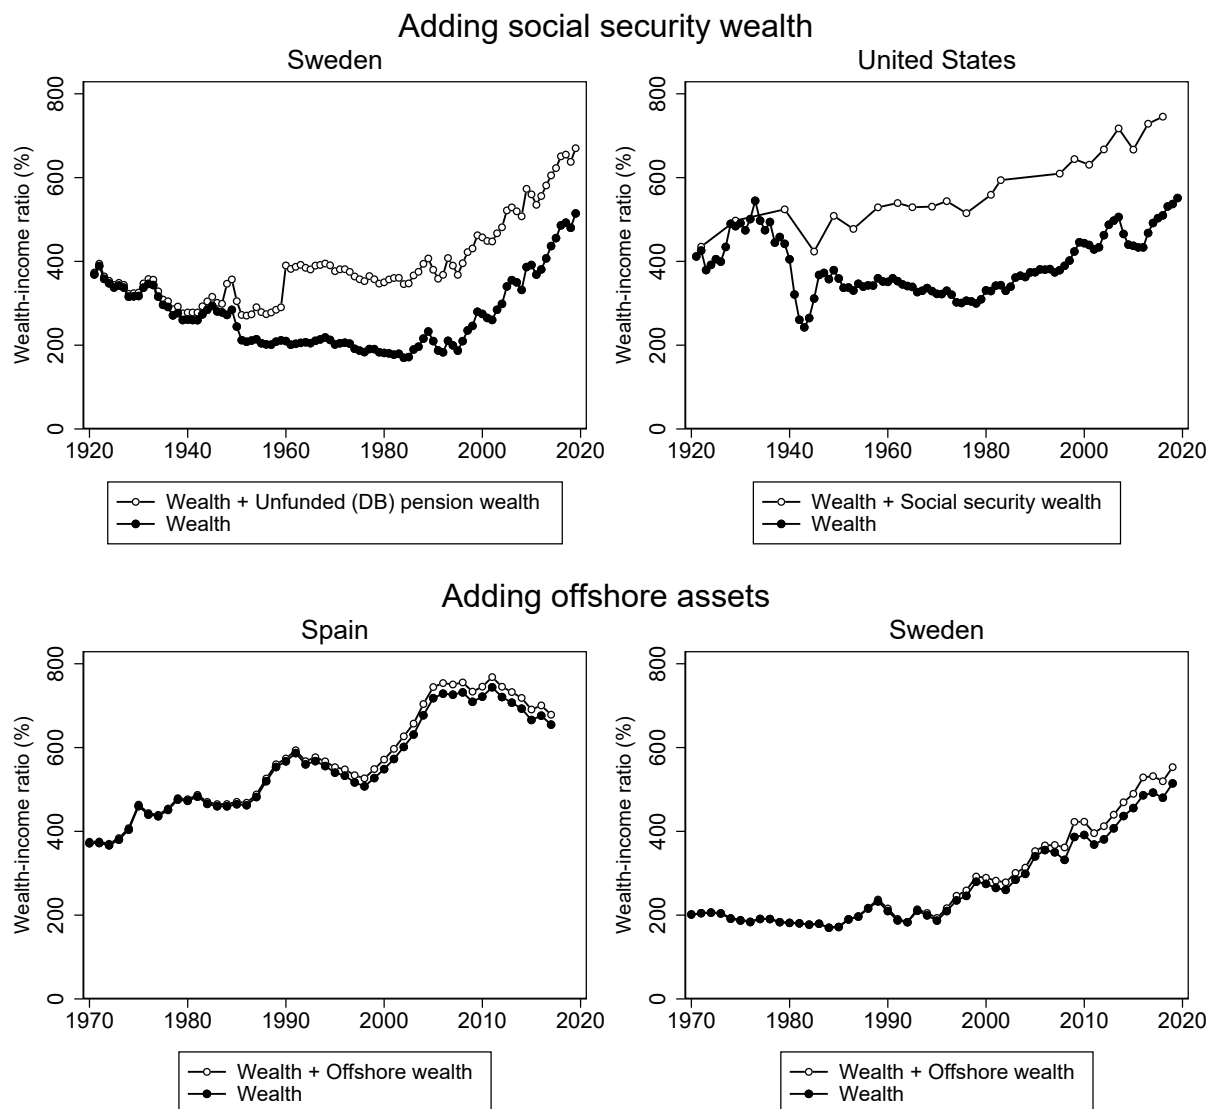 Adding social security wealth
Sweden
United States
Wealth-income ratio (%)
0
200
400
600
800
1920
1940
1960
1980
2000
2020
Wealth + Unfunded (DB) pension wealth
Wealth
Wealth-income ratio (%)
0
200
400
600
800
1920
1940
1960
1980
2000
2020
Wealth + Social security wealth
Wealth
Adding offshore assets
Spain
Sweden
Wealth-income ratio (%)
0
200
400
600
800
1970
1980
1990
2000
2010
2020
Wealth + Offshore wealth
Wealth
Wealth-income ratio (%)
0
200
400
600
800
1970
1980
1990
2000
2010
2020
Wealth + Offshore wealth
Wealth